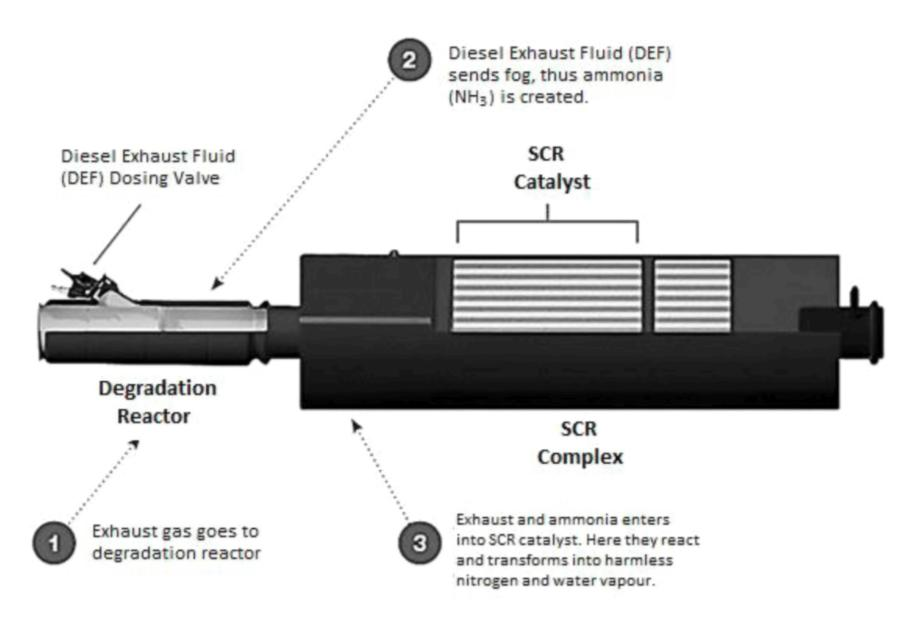 2
Diesel Exhaust Fluid (DEF)
sends fog, thus ammonia
(NH₃) is created.
Diesel Exhaust Fluid
(DEF) Dosing Valve
SCR
Catalyst
Degradation
Reactor
SCR
Complex
1
Exhaust gas goes to
degradation reactor
3
Exhaust and ammonia enters
into SCR catalyst. Here they react
and transforms into harmless
nitrogen and water vapour.